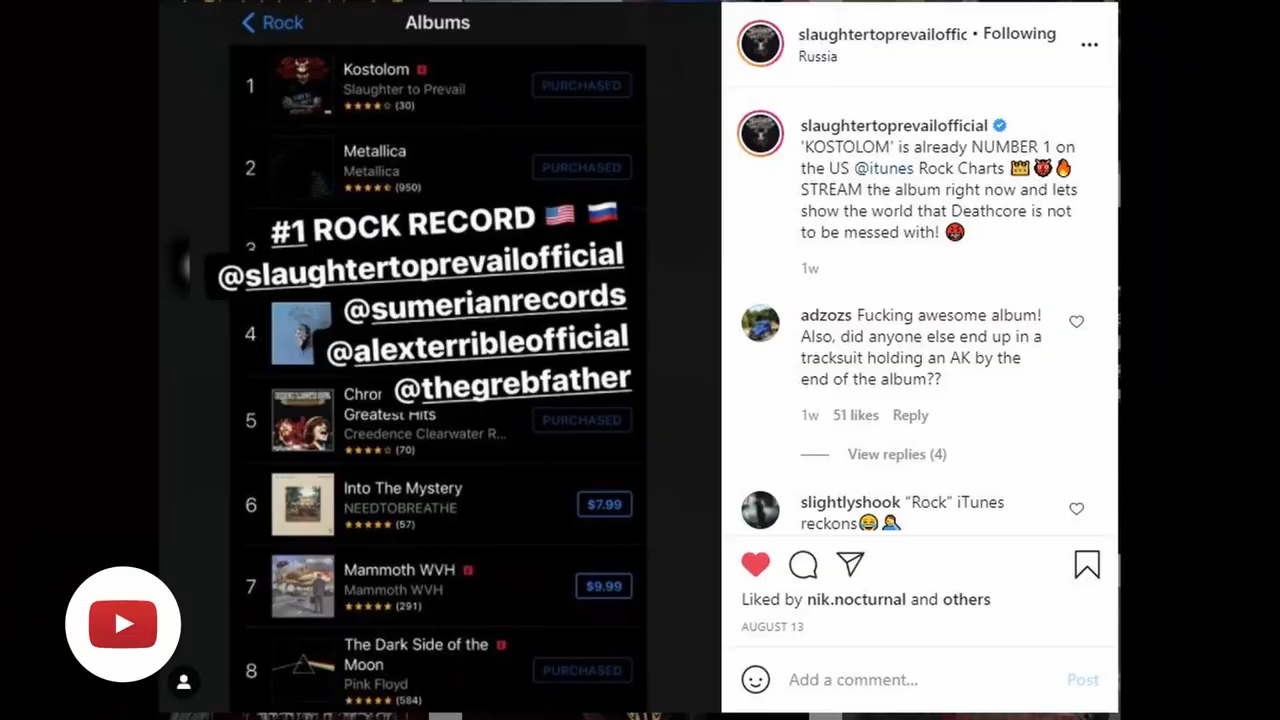 Rock
Albums
1
Kostolom E
Slaughter to Prevail
(30)
PURCHASED
2
Metallica
Metallica
(950)
PURCHASED
#1 ROCK RECORD 🇺🇸 🇷🇺
@slaughtertoprevailofficial
@sumerianrecords
@alexterribleofficial
@thegrebfather
4
5
Chror
Greatest Hits
Creedence Clearwater R...
(70)
PURCHASED
6
Into The Mystery
NEEDTOBREATHE
(57)
$7.99
7
Mammoth WVH E
Mammoth WVH
(291)
$9.99
8
The Dark Side of the
Moon
Pink Floyd
(584)
PURCHASED
slaughtertoprevailoffic • Following
Russia
slaughtertoprevailofficial
'KOSTOLOM' is already NUMBER 1 on
the US @itunes Rock Charts 👑👹🔥
STREAM the album right now and lets
show the world that Deathcore is not
to be messed with! 
1w
adzozs Fucking awesome album!
Also, did anyone else end up in a
tracksuit holding an AK by the
end of the album??
1w 51 likes Reply
View replies (4)
slightlyshook “Rock” iTunes
reckons😂🤦‍♂️
Liked by nik.nocturnal and others
AUGUST 13
Add a comment...
Post